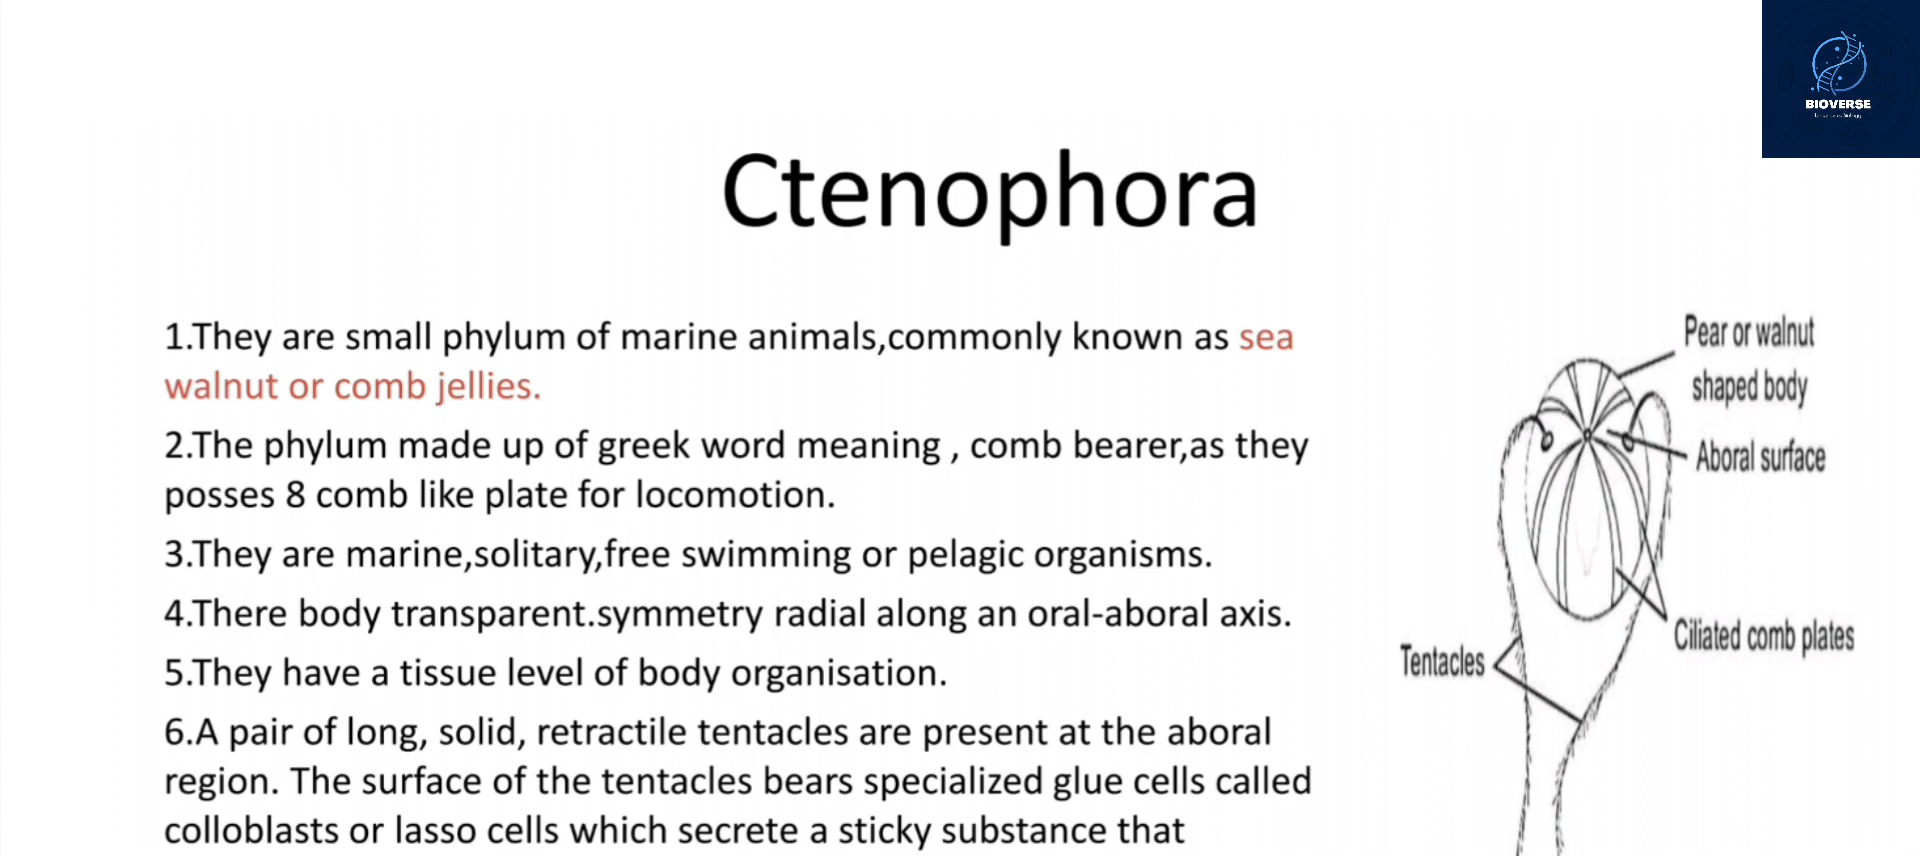 BIOVERSE
Ctenophora
1.They are small phylum of marine animals,commonly known as sea
walnut or comb jellies.
2.The phylum made up of greek word meaning , comb bearer,as they
posses 8 comb like plate for locomotion.
3.They are marine,solitary,free swimming or pelagic organisms.
4.There body transparent.symmetry radial along an oral-aboral axis.
5.They have a tissue level of body organisation.
6.A pair of long, solid, retractile tentacles are present at the aboral
region. The surface of the tentacles bears specialized glue cells called
colloblasts or lasso cells which secrete a sticky substance that
Pear or walnut
shaped body
Aboral surface
Ciliated comb plates
Tentacles